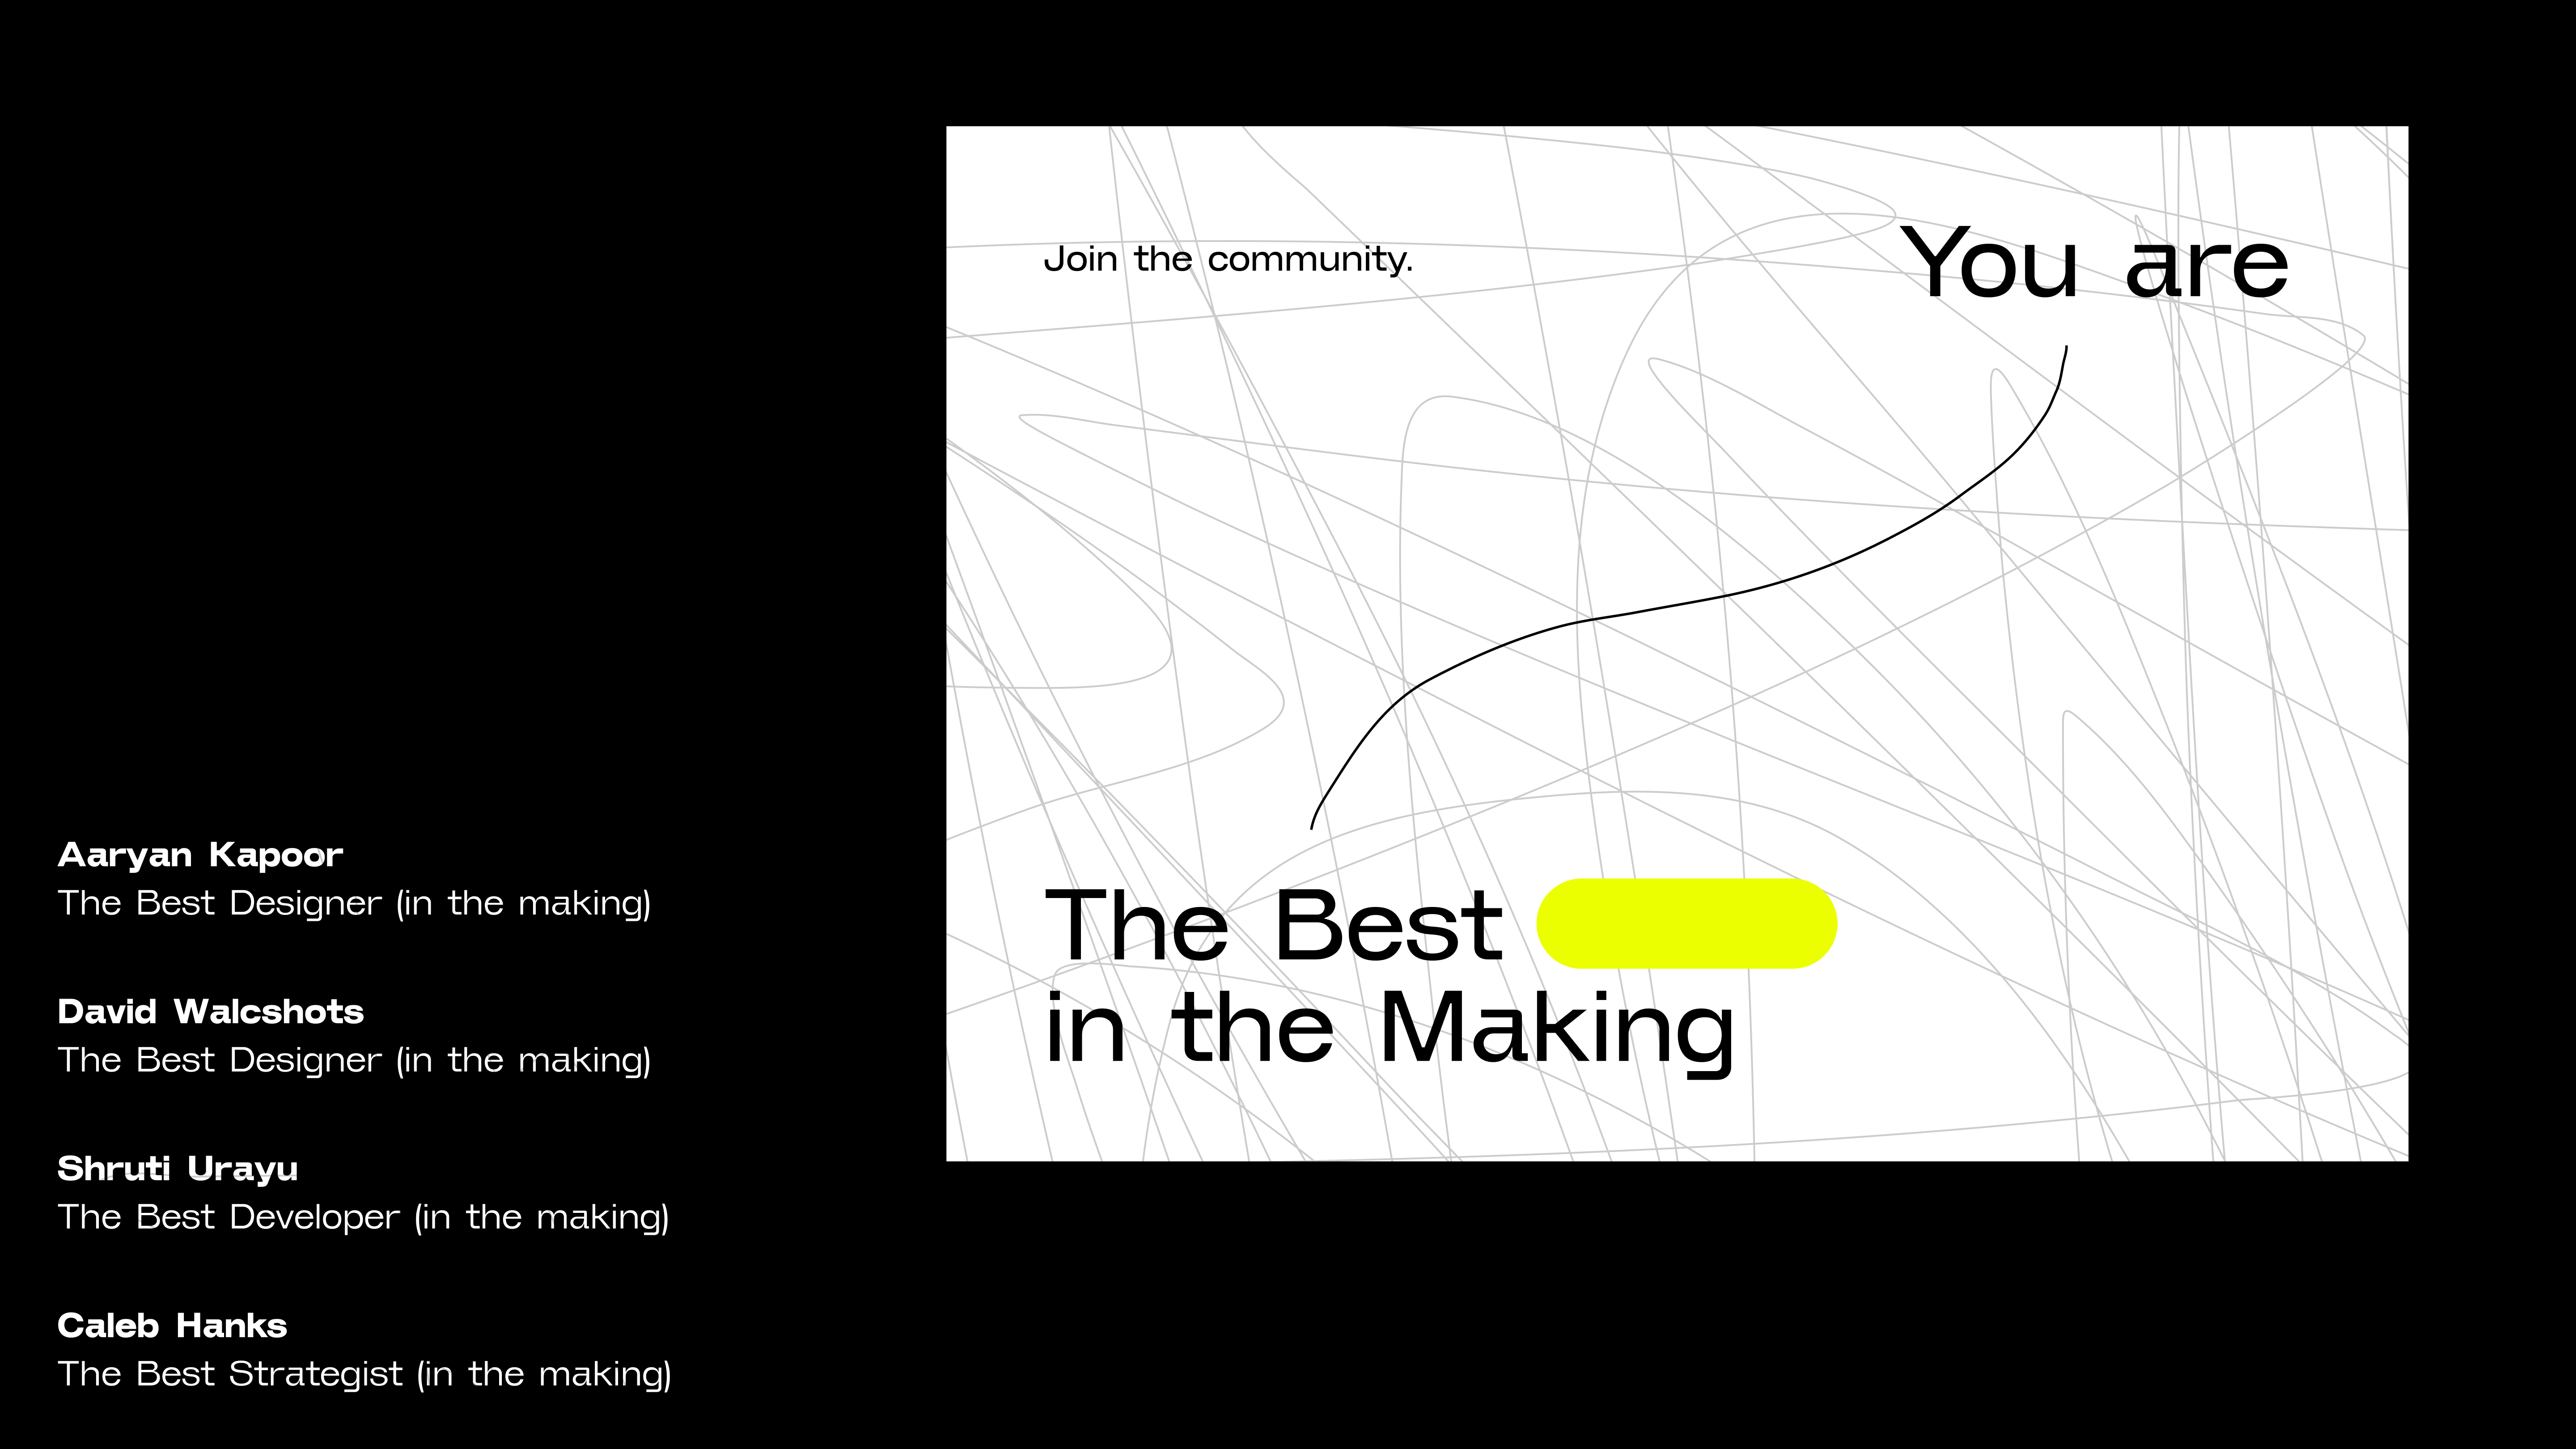 Join the community.
You are
The Best
in the Making
Aaryan Kapoor
The Best Designer (in the making)
David Walcshots
The Best Designer (in the making)
Shruti Urayu
The Best Developer (in the making)
Caleb Hanks
The Best Strategist (in the making)